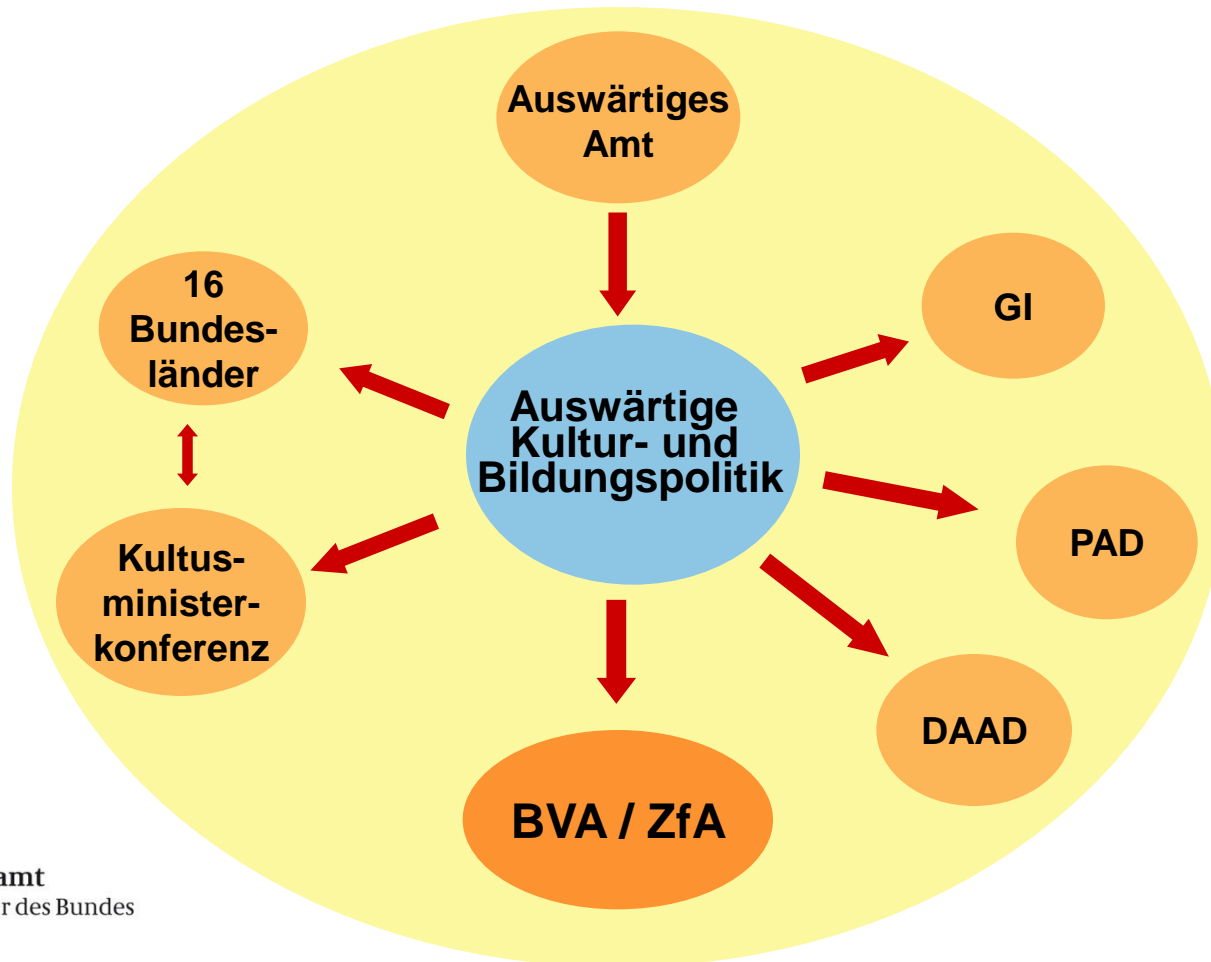 Auswärtiges
Amt
16
Bundes-
länder
GI
Auswärtige
Kultur- und
Bildungspolitik
Kultus-
minister-
konferenz
PAD
DAAD
BVA / ZfA
amt
r des Bundes